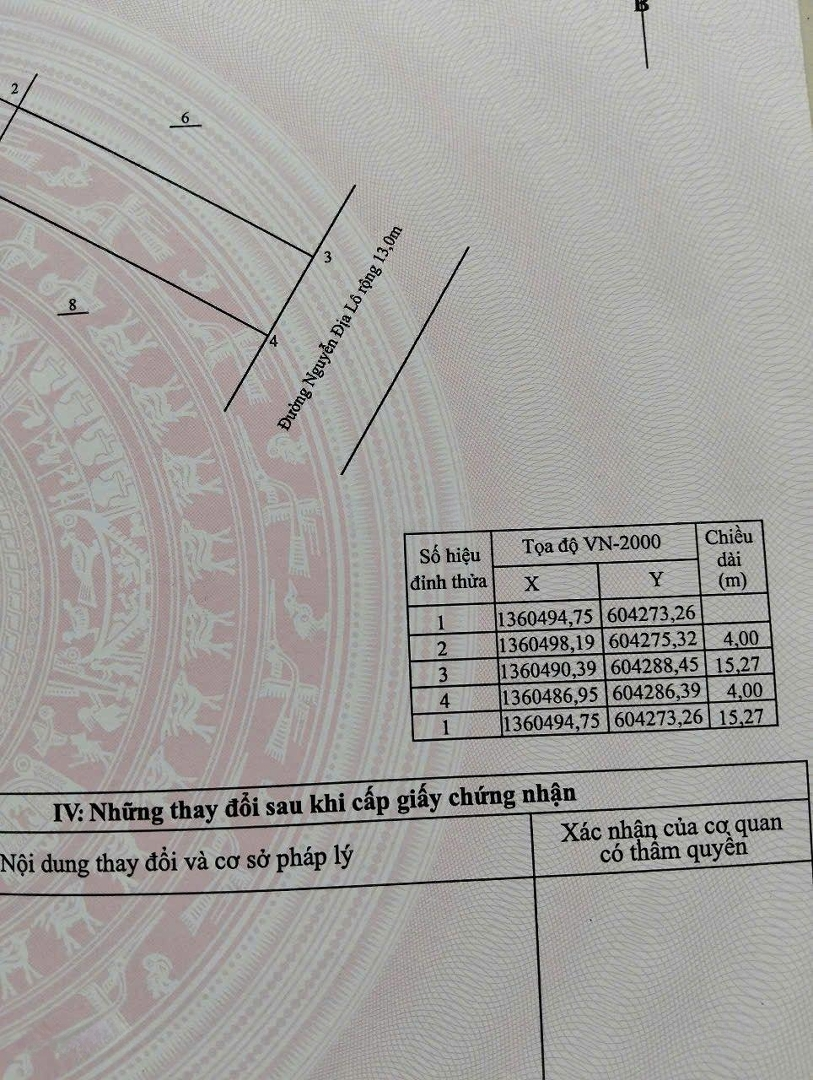 B
2
6
3
Đường Nguyễn Địa Lô rộng 13,0m
8
4
Số hiệu đỉnh thửa | Tọa độ VN-2000 | Chiều dài (m)
X | Y
1 | 1360494,75 | 604273,26
2 | 1360498,19 | 604275,32 | 4,00
3 | 1360490,39 | 604288,45 | 15,27
4 | 1360486,95 | 604286,39 | 4,00
1 | 1360494,75 | 604273,26 | 15,27
IV: Những thay đổi sau khi cấp giấy chứng nhận
Nội dung thay đổi và cơ sở pháp lý
Xác nhận của cơ quan
có thẩm quyền